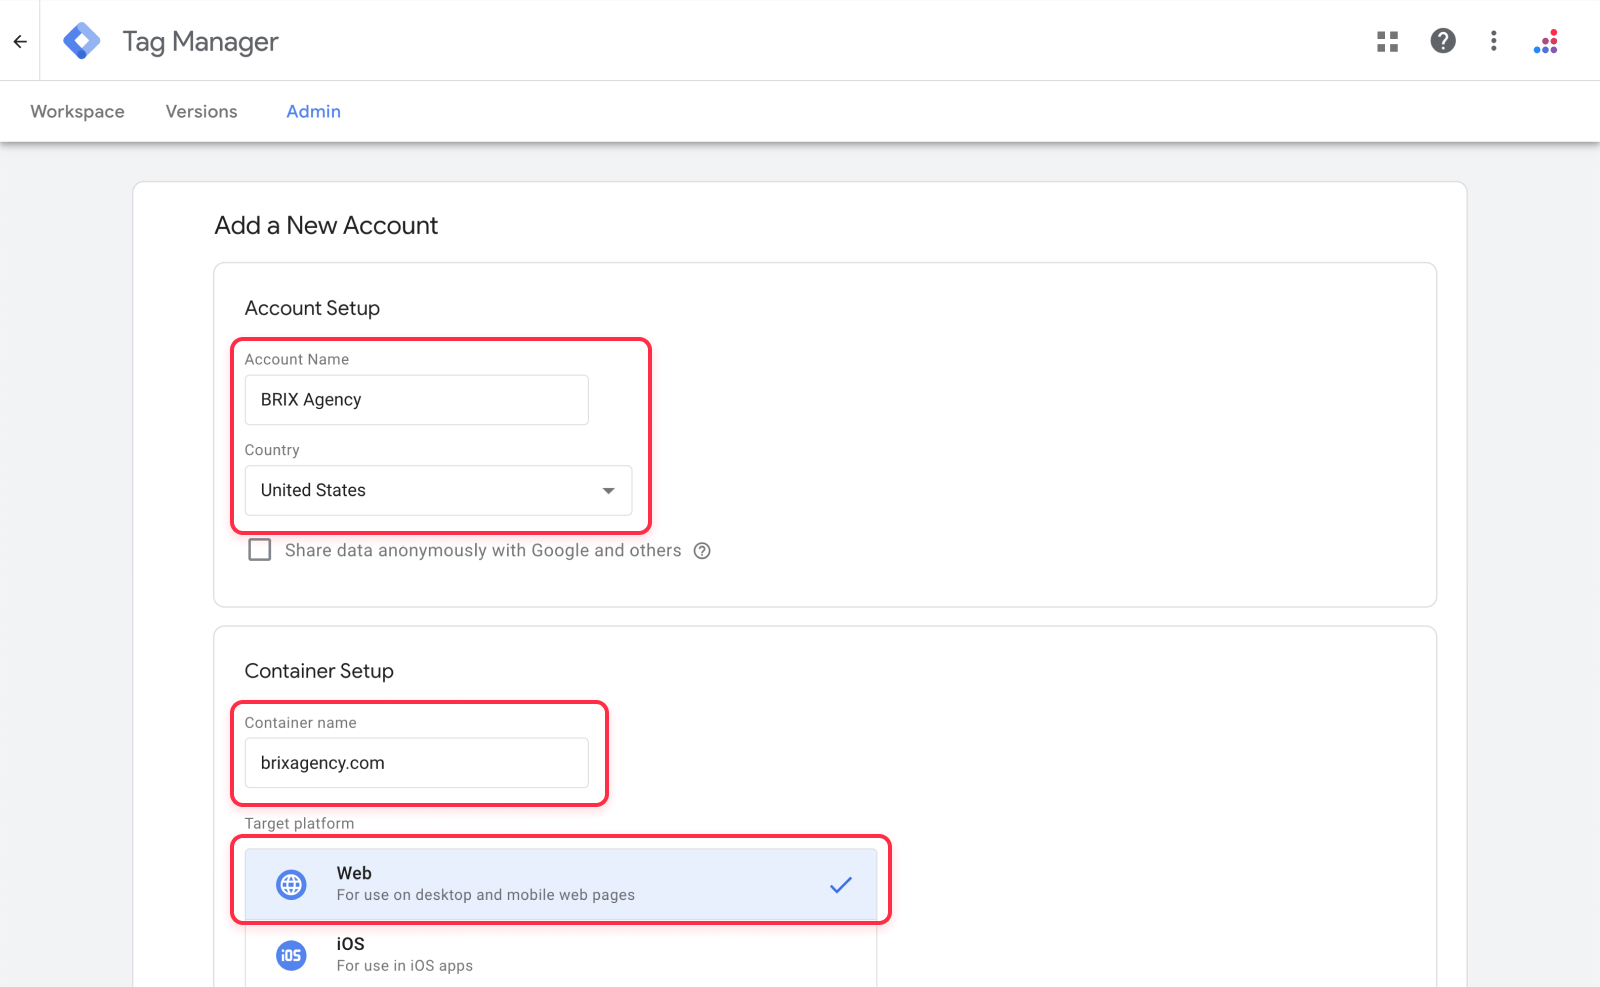 Tag Manager
Workspace
Versions
Admin
Add a New Account
Account Setup
Account Name
BRIX Agency
Country
United States
Share data anonymously with Google and others
Container Setup
Container name
brixagency.com
Target platform
Web
For use on desktop and mobile web pages
iOS
iOS
For use in iOS apps